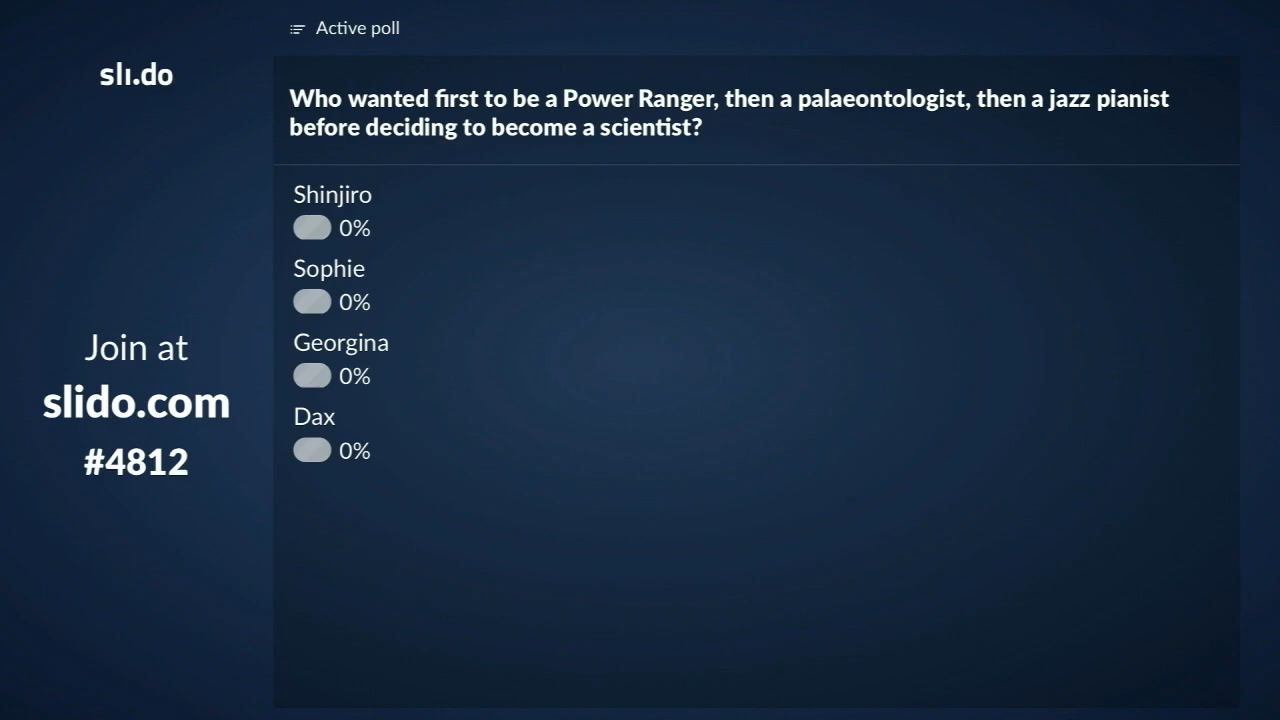 Active poll
sli.do
Who wanted first to be a Power Ranger, then a palaeontologist, then a jazz pianist
before deciding to become a scientist?
Shinjiro
0%
Sophie
0%
Georgina
0%
Dax
0%
Join at
slido.com
#4812